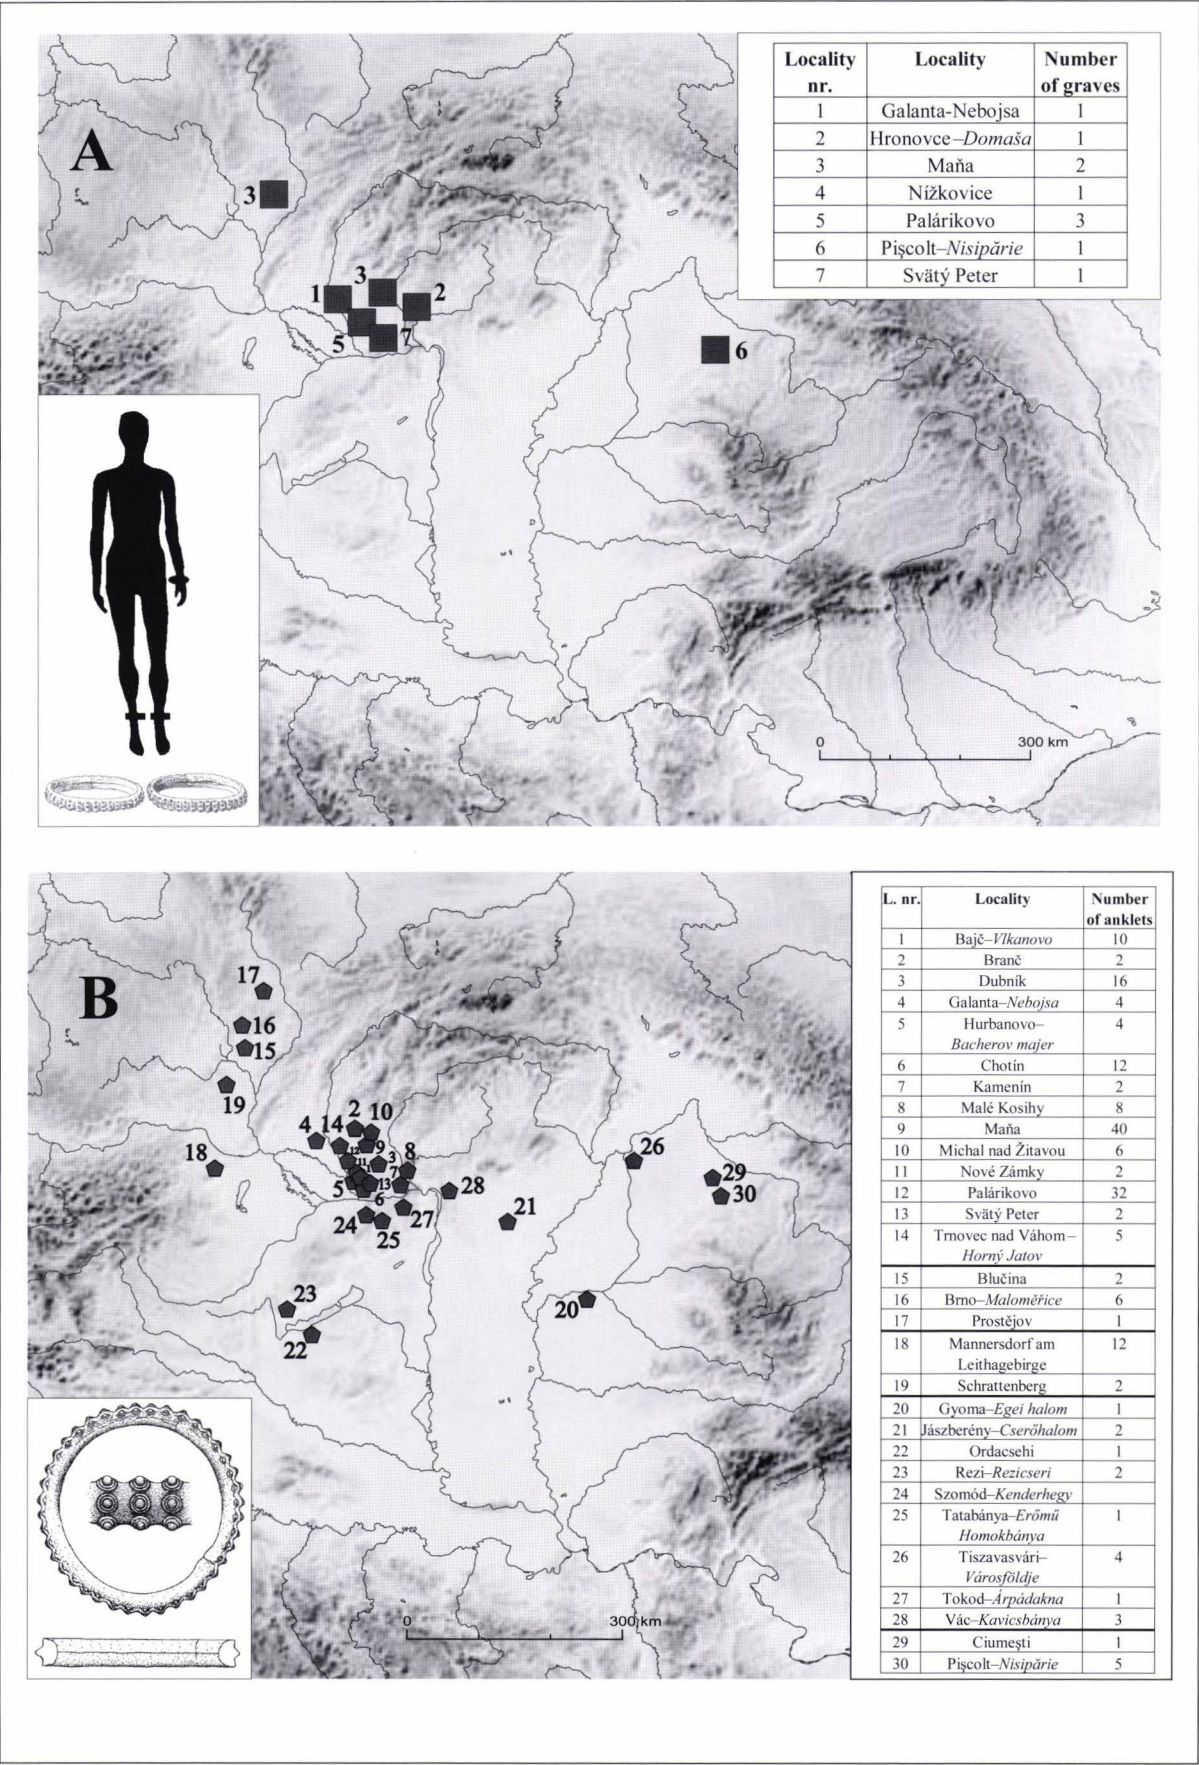 A
Locality nr. Locality Number of graves
1 Galanta-Nebojsa 1
2 Hronovce–Domaša 1
3 Maňa 2
4 Nížkovice 1
5 Palárikovo 3
6 Pişcolt–Nisipărie 1
7 Svätý Peter 1
3
3
1
2
5
7
6
0 300 km
B
L. nr. Locality Number of anklets
1 Bajč–Vlkanovo 10
2 Branč 2
3 Dubník 16
4 Galanta–Nebojsa 4
5 Hurbanovo– 4
Bacherov majer
6 Chotín 12
7 Kamenín 2
8 Malé Kosihy 8
9 Maňa 40
10 Michal nad Žitavou 6
11 Nové Zámky 2
12 Palárikovo 32
13 Svätý Peter 2
14 Trnovec nad Váhom– 5
Horný Jatov
15 Blučina 2
16 Brno–Maloměřice 6
17 Prostějov 1
18 Mannersdorf am 12
Leithagebirge
19 Schrattenberg 2
20 Gyoma–Egei halom 1
21 Jászberény–Cserőhalom 2
22 Ordacsehi 1
23 Rezi–Rezicseri 2
24 Szomód–Kenderhegy
25 Tatabánya–Erőmű 1
Homokbánya
26 Tiszavasvári– 4
Városföldje
27 Tokod–Árpádakna 1
28 Vác–Kavicsbánya 3
29 Ciumeşti 1
30 Pişcolt–Nisipărie 5
17
16
15
19
18
4 14 2 10
12 9
11 3 8
1 7
5 13
6
28
27
24
25
21
26
29
30
23
22
20
0 300 km